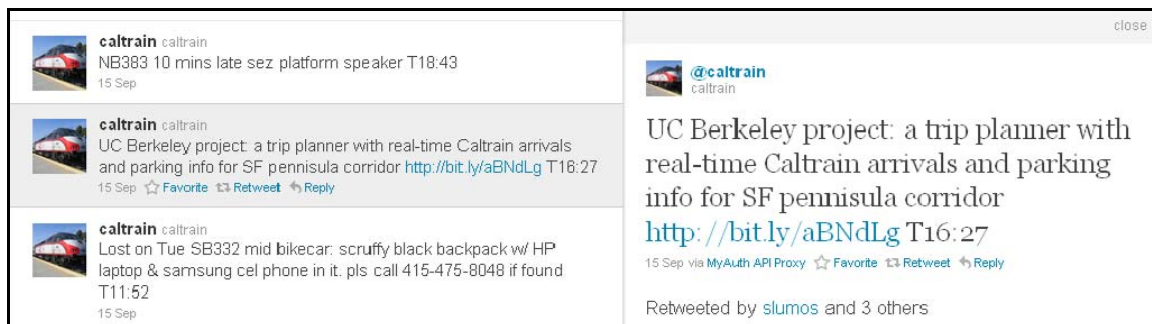 caltrain caltrain
NB383 10 mins late sez platform speaker T18:43
15 Sep
caltrain caltrain
UC Berkeley project: a trip planner with real-time Caltrain arrivals
and parking info for SF pennisula corridor http://bit.ly/aBNdLg T16:27
15 Sep Favorite Retweet Reply
caltrain caltrain
Lost on Tue SB332 mid bikecar: scruffy black backpack w/ HP
laptop & samsung cel phone in it. pls call 415-475-8048 if found
T11:52
15 Sep
close
@caltrain
caltrain
UC Berkeley project: a trip planner with
real-time Caltrain arrivals and parking
info for SF pennisula corridor
http://bit.ly/aBNdLg T16:27
15 Sep via MyAuth API Proxy Favorite Retweet Reply
Retweeted by slumos and 3 others